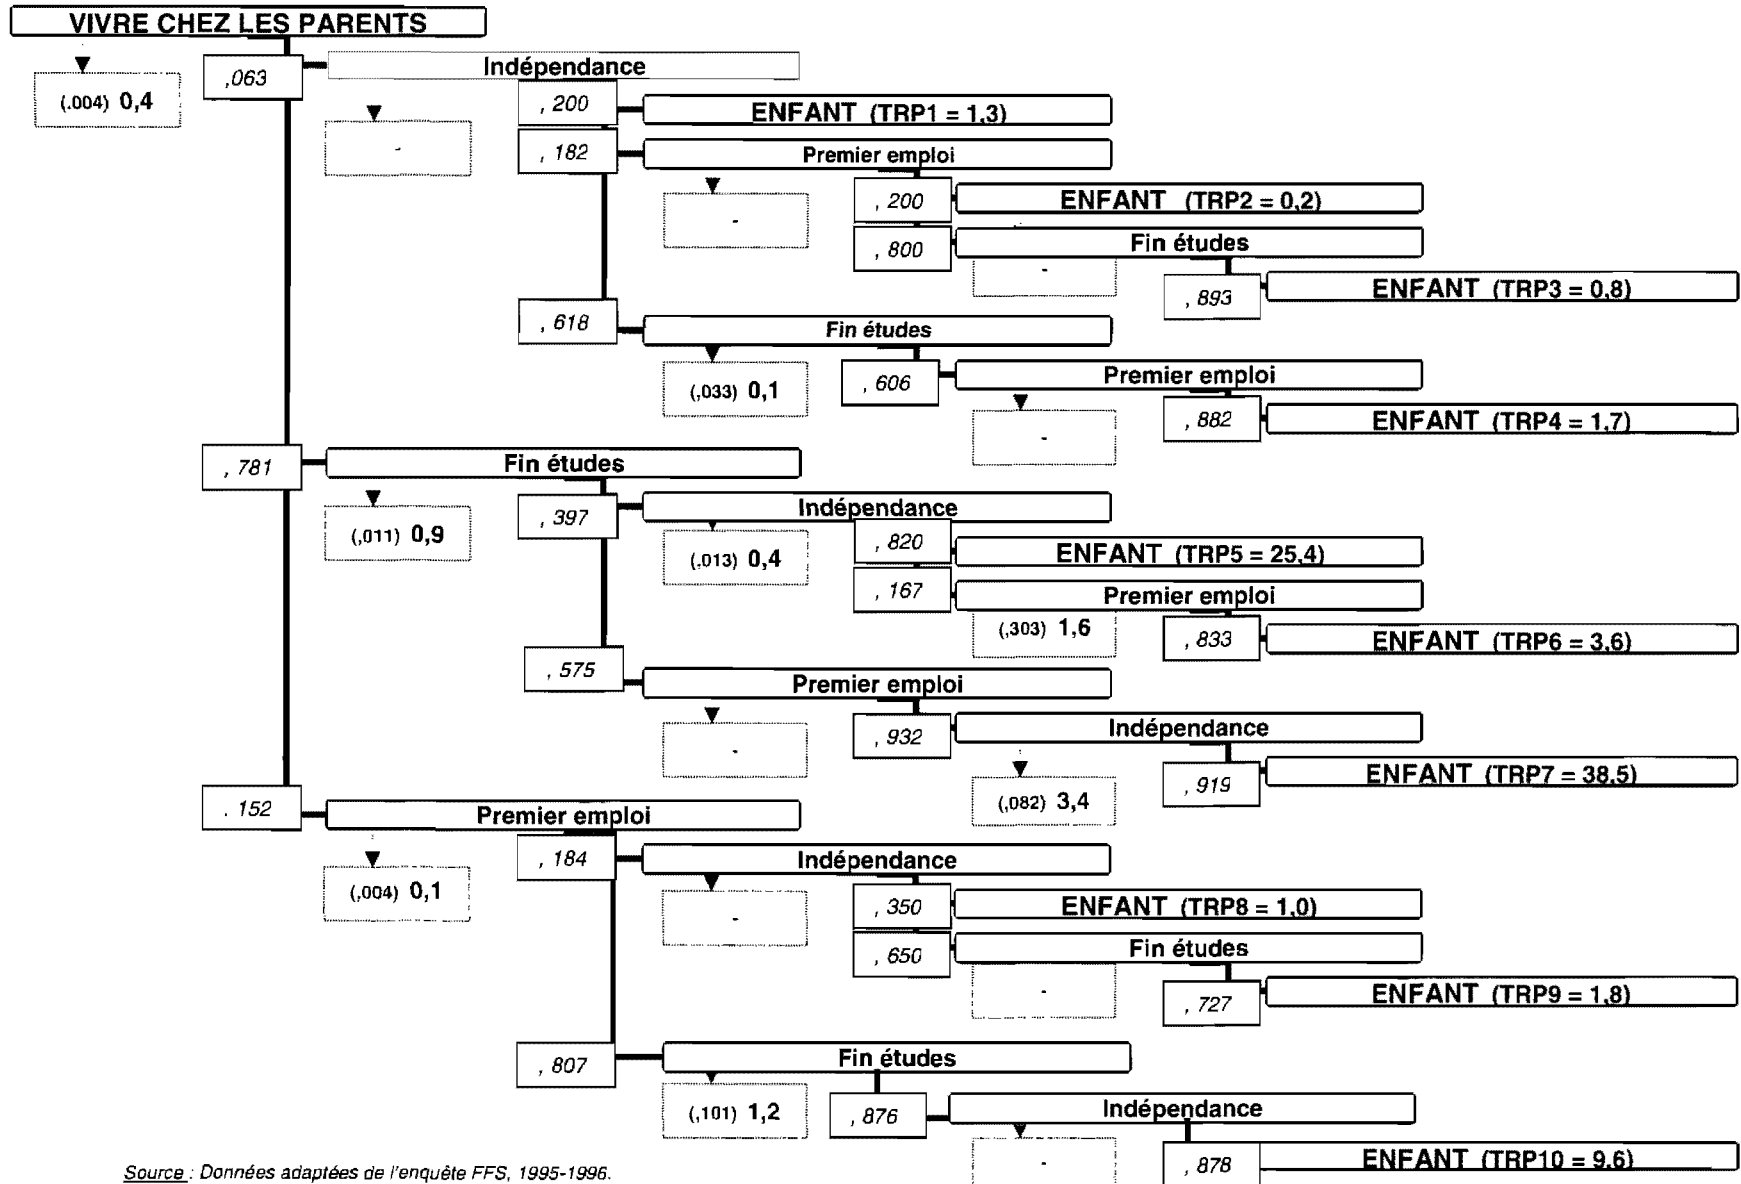 VIVRE CHEZ LES PARENTS
,063
Indépendance
(.004) 0,4
-
, 200
ENFANT (TRP1 = 1,3)
, 182
Premier emploi
-
, 200
ENFANT (TRP2 = 0,2)
, 800
Fin études
-
, 893
ENFANT (TRP3 = 0,8)
, 618
Fin études
(,033) 0,1
, 606
Premier emploi
-
, 882
ENFANT (TRP4 = 1,7)
, 781
Fin études
(,011) 0,9
, 397
Indépendance
(.013) 0,4
, 820
ENFANT (TRP5 = 25,4)
, 167
Premier emploi
(,303) 1,6
, 833
ENFANT (TRP6 = 3,6)
, 575
Premier emploi
-
, 932
Indépendance
(,082) 3,4
, 919
ENFANT (TRP7 = 38,5)
. 152
Premier emploi
(,004) 0,1
, 184
Indépendance
-
, 350
ENFANT (TRP8 = 1,0)
, 650
Fin études
-
, 727
ENFANT (TRP9 = 1,8)
, 807
Fin études
(,101) 1,2
, 876
Indépendance
-
, 878
ENFANT (TRP10 = 9,6)
Source : Données adaptées de l'enquête FFS, 1995-1996.